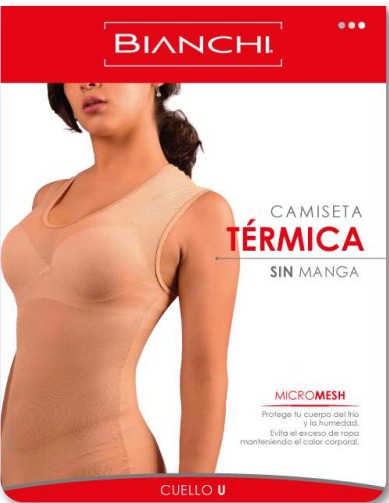 BIANCHI
CAMISETA
TÉRMICA
SIN MANGA
MICROMESH
Protege tu cuerpo del frío
y la humedad.
Evita el exceso de ropa
manteniendo el calor corporal.
CUELLO U